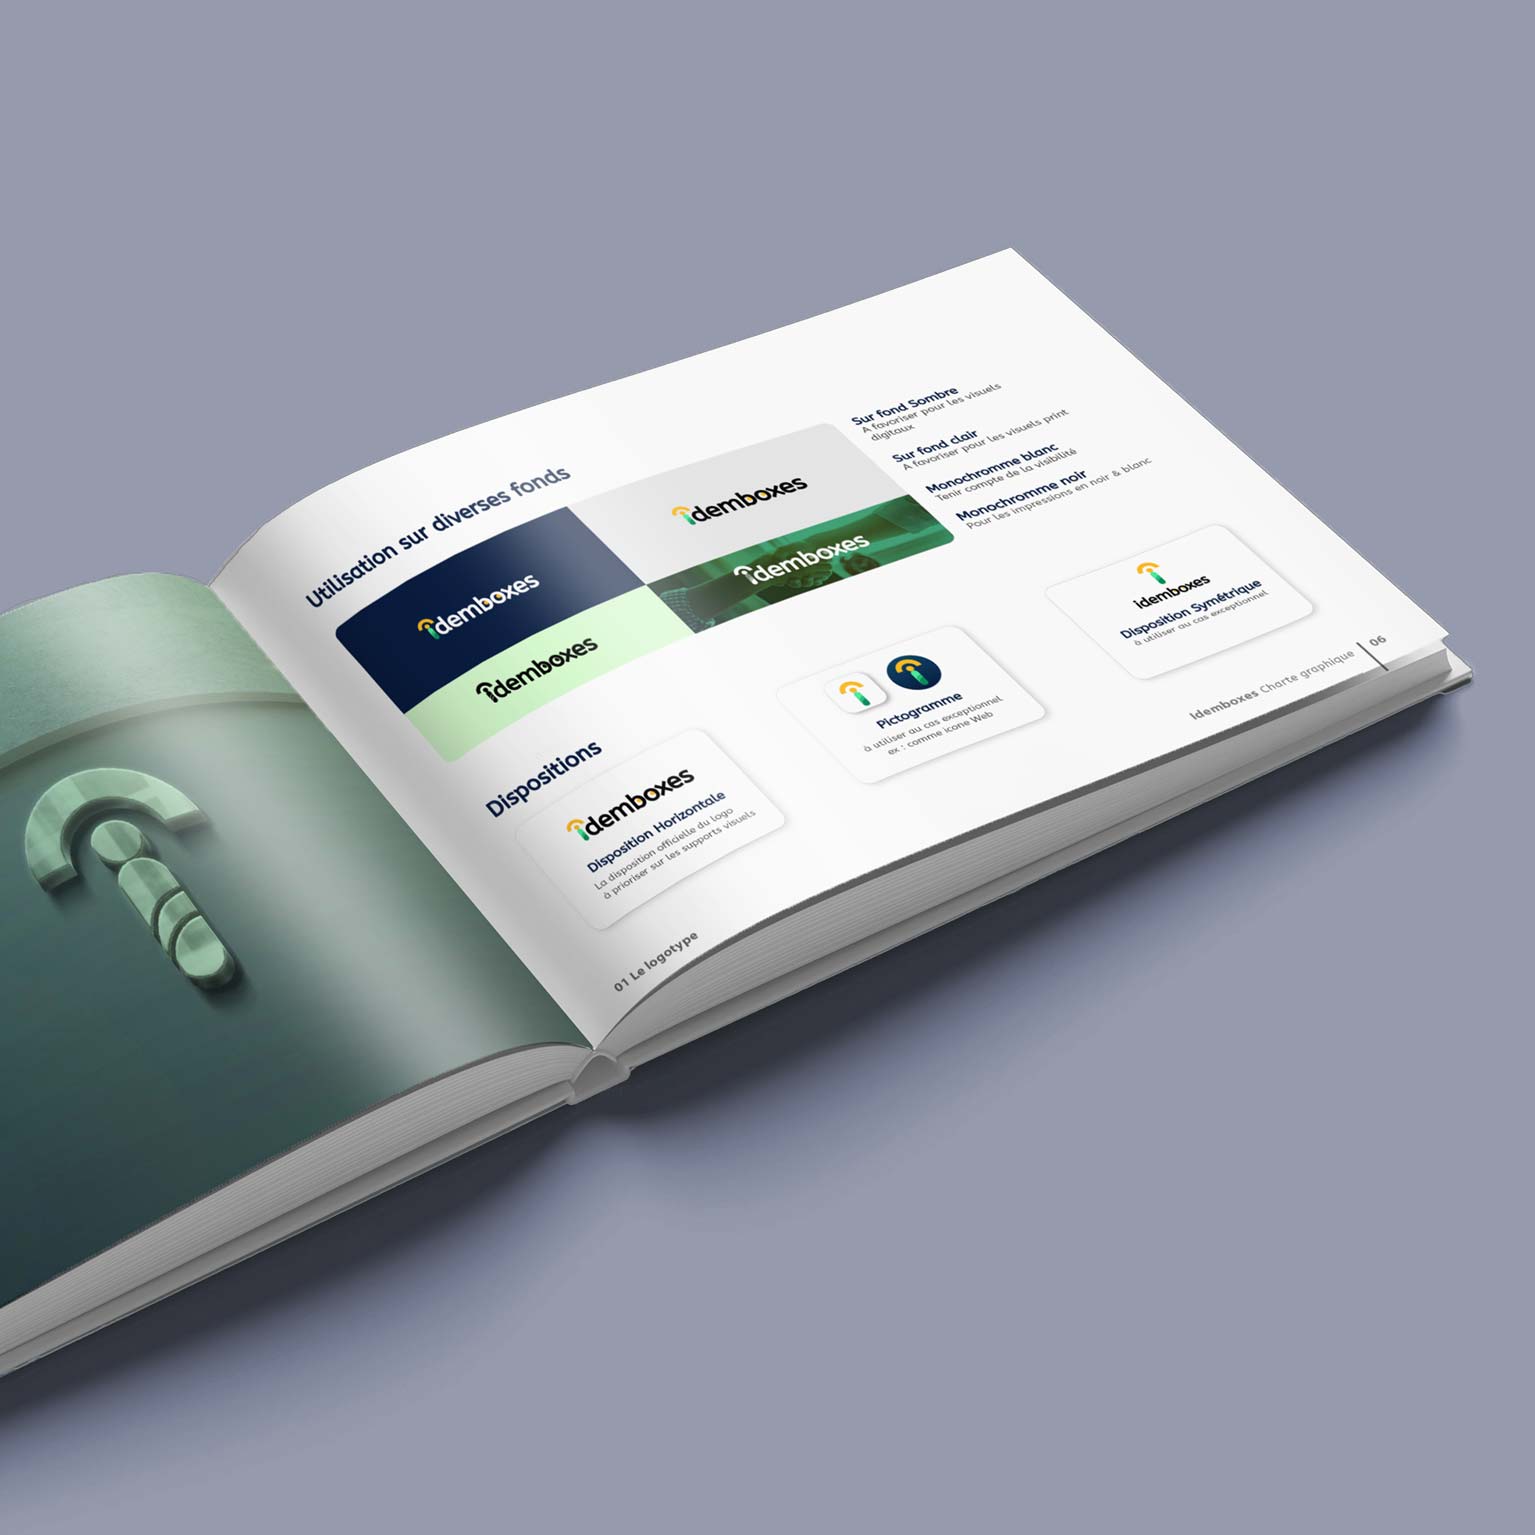 Utilisation sur diverses fonds
idemboxes
idemboxes
idemboxes
idemboxes
Sur fond Sombre
A favoriser pour les visuels
digitaux
Sur fond clair
A favoriser pour les visuels print
Monochromme blanc
Tenir compte de la visibilité
Monochromme noir
Pour les impressions en noir & blanc
Dispositions
idemboxes
Disposition Horizontale
La disposition officielle du logo
à prioriser sur les supports visuels
Pictogramme
à utiliser au cas exceptionnel
ex : comme icone Web
idemboxes
Disposition Symétrique
à utiliser au cas exceptionnel
01 Le logotype
idemboxes Charte graphique | 06